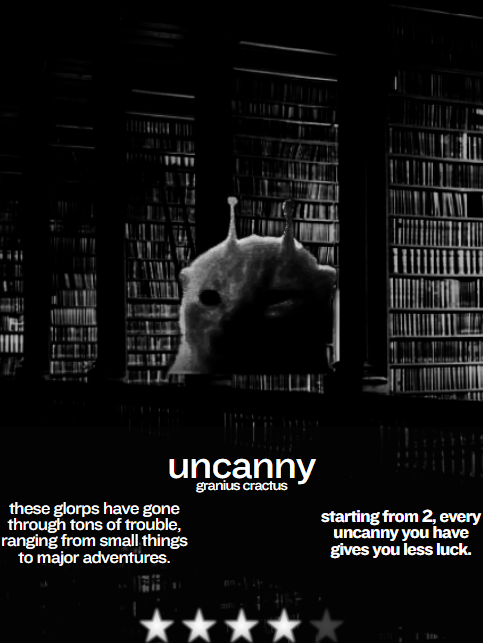 uncanny
granius cractus
these glorps have gone
through tons of trouble,
ranging from small things
to major adventures.
starting from 2, every
uncanny you have
gives you less luck.